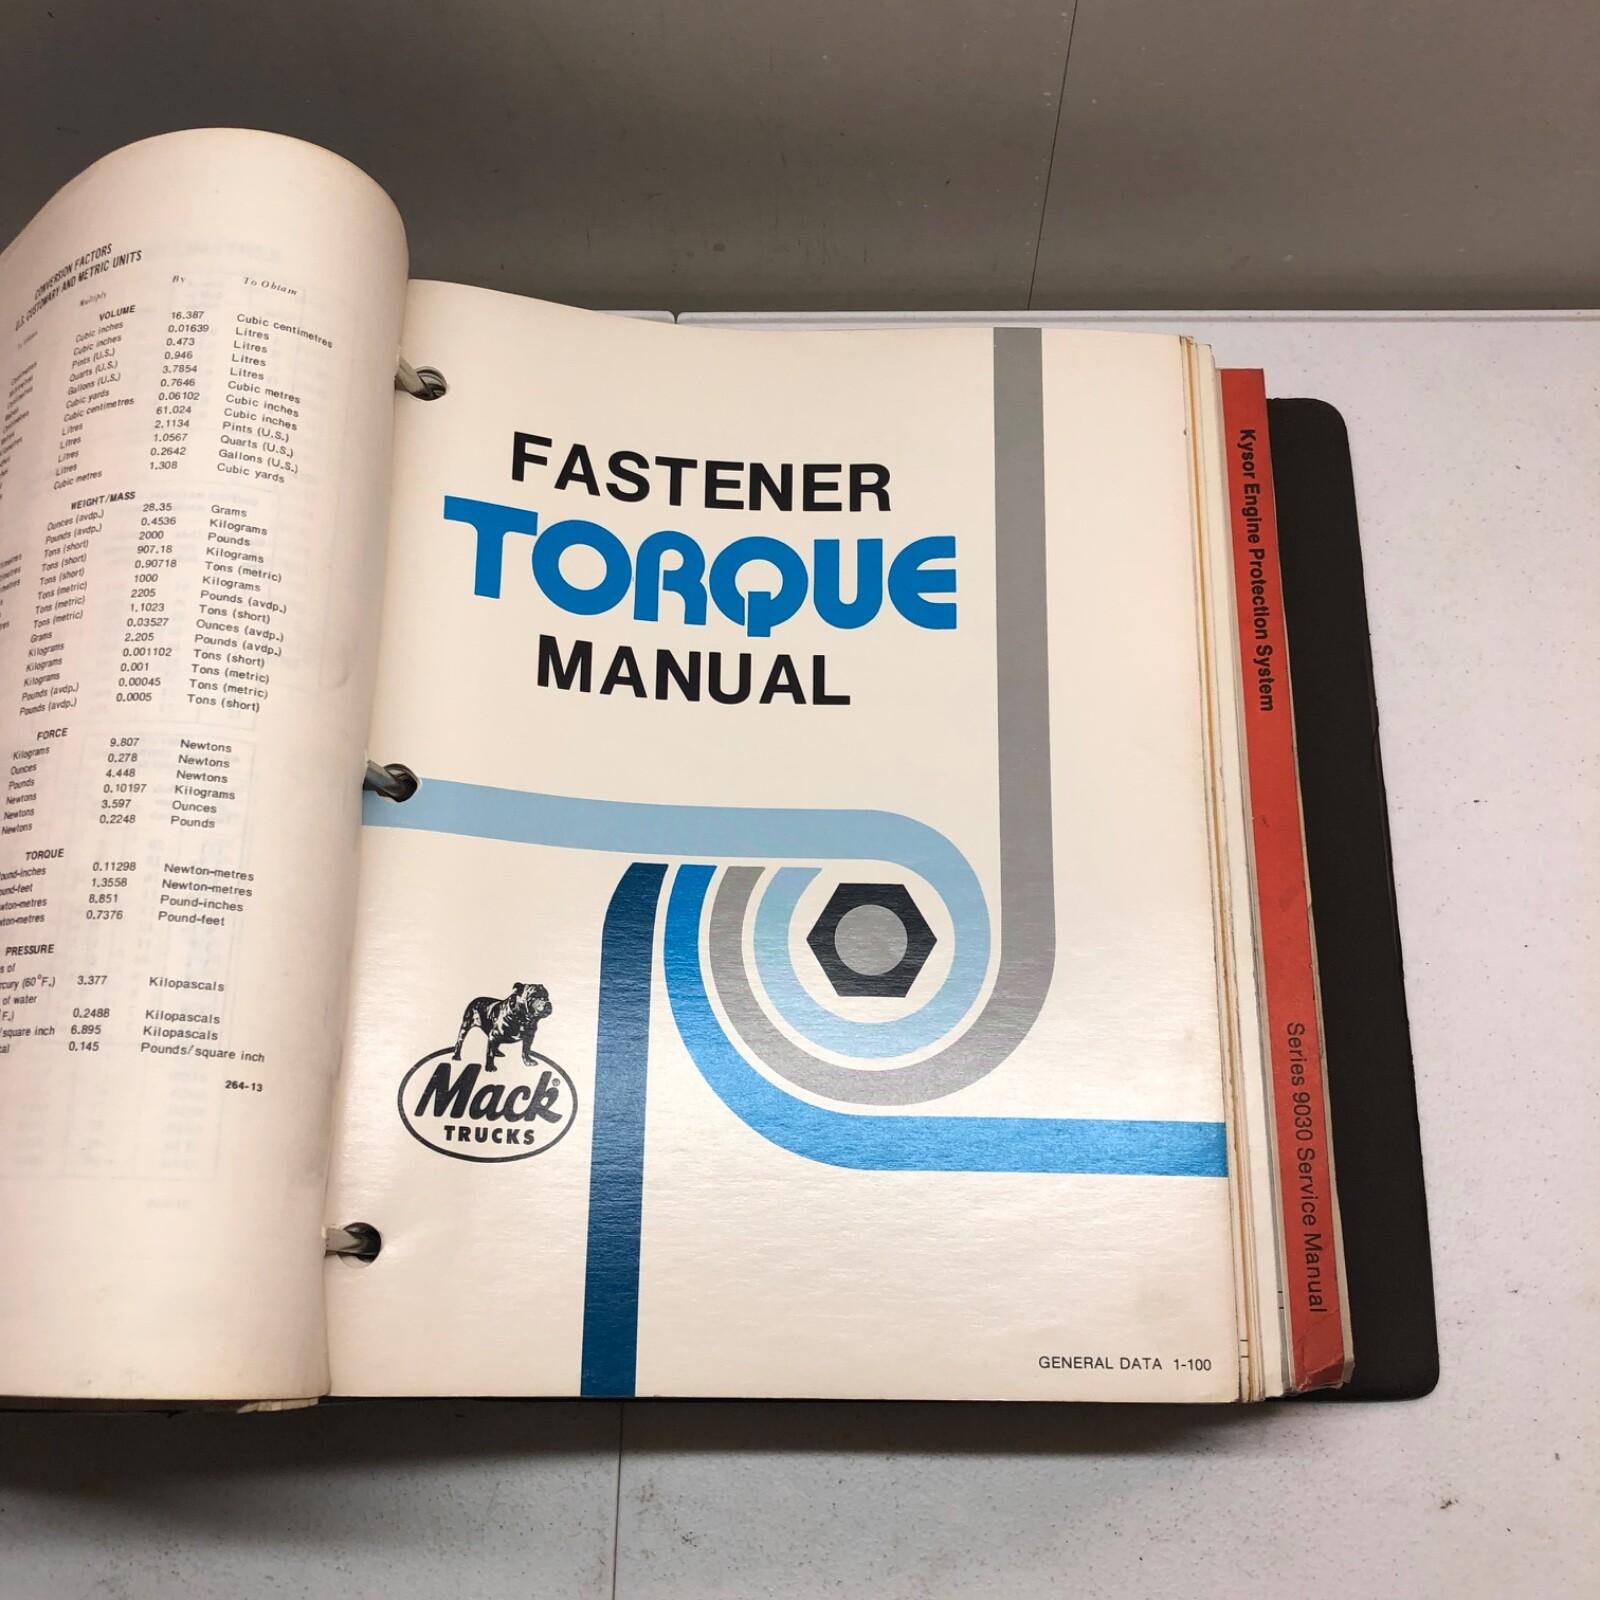 CONVERSION FACTORS
U.S. CUSTOMARY AND METRIC UNITS
Multiply By To Obtain
VOLUME
Cubic inches 16.387 Cubic centimetres
Cubic inches 0.01639 Litres
Pints (U.S.) 0.473 Litres
Quarts (U.S.) 0.946 Litres
Gallons (U.S.) 3.7854 Litres
Cubic yards 0.7646 Cubic metres
Cubic centimetres 0.06102 Cubic inches
Litres 61.024 Cubic inches
Litres 2.1134 Pints (U.S.)
Litres 1.0567 Quarts (U.S.)
Litres 0.2642 Gallons (U.S.)
Cubic metres 1.308 Cubic yards
WEIGHT/MASS
Ounces (avdp.) 28.35 Grams
Pounds (avdp.) 0.4536 Kilograms
Tons (short) 2000 Pounds
Tons (short) 907.18 Kilograms
Tons (short) 0.90718 Tons (metric)
Tons (metric) 1000 Kilograms
Tons (metric) 2205 Pounds (avdp.)
Tons (metric) 1.1023 Tons (short)
Grams 0.03527 Ounces (avdp.)
Kilograms 2.205 Pounds (avdp.)
Kilograms 0.001102 Tons (short)
Kilograms 0.001 Tons (metric)
Pounds (avdp.) 0.00045 Tons (metric)
Pounds (avdp.) 0.0005 Tons (short)
FORCE
Kilograms 9.807 Newtons
Ounces 0.278 Newtons
Pounds 4.448 Newtons
Newtons 0.10197 Kilograms
Newtons 3.597 Ounces
Newtons 0.2248 Pounds
TORQUE
0.11298 Newton-metres
1.3558 Newton-metres
8.851 Pound-inches
0.7376 Pound-feet
PRESSURE
(60°F.) 3.377 Kilopascals
of water
0.2488 Kilopascals
/square inch 6.895 Kilopascals
0.145 Pounds/square inch
264-13
FASTENER
TORQUE
MANUAL
Mack®
TRUCKS
GENERAL DATA 1-100
Kysor Engine Protection System
Series 9030 Service Manual